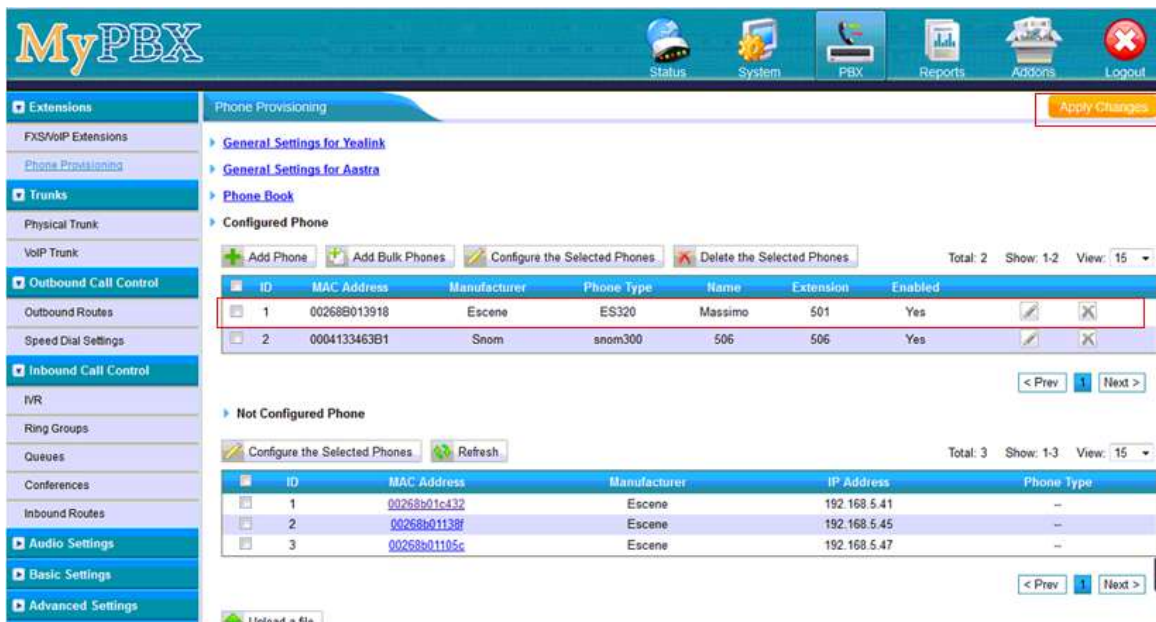 MyPBX
Status System PBX Reports Addons Logout
Extensions
FXS/VoIP Extensions
Phone Provisioning
Trunks
Physical Trunk
VoIP Trunk
Outbound Call Control
Outbound Routes
Speed Dial Settings
Inbound Call Control
IVR
Ring Groups
Queues
Conferences
Inbound Routes
Audio Settings
Basic Settings
Advanced Settings
Phone Provisioning
Apply Changes
General Settings for Yealink
General Settings for Aastra
Phone Book
Configured Phone
Add Phone Add Bulk Phones Configure the Selected Phones Delete the Selected Phones Total: 2 Show: 1-2 View: 15
ID MAC Address Manufacturer Phone Type Name Extension Enabled
1 00268B013918 Escene ES320 Massimo 501 Yes
2 0004133463B1 Snom snom300 506 506 Yes
< Prev 1 Next >
Not Configured Phone
Configure the Selected Phones Refresh Total: 3 Show: 1-3 View: 15
ID MAC Address Manufacturer IP Address Phone Type
1 00268b01c432 Escene 192.168.5.41 --
2 00268b01138f Escene 192.168.5.45 --
3 00268b01105c Escene 192.168.5.47 --
< Prev 1 Next >
Upload a file